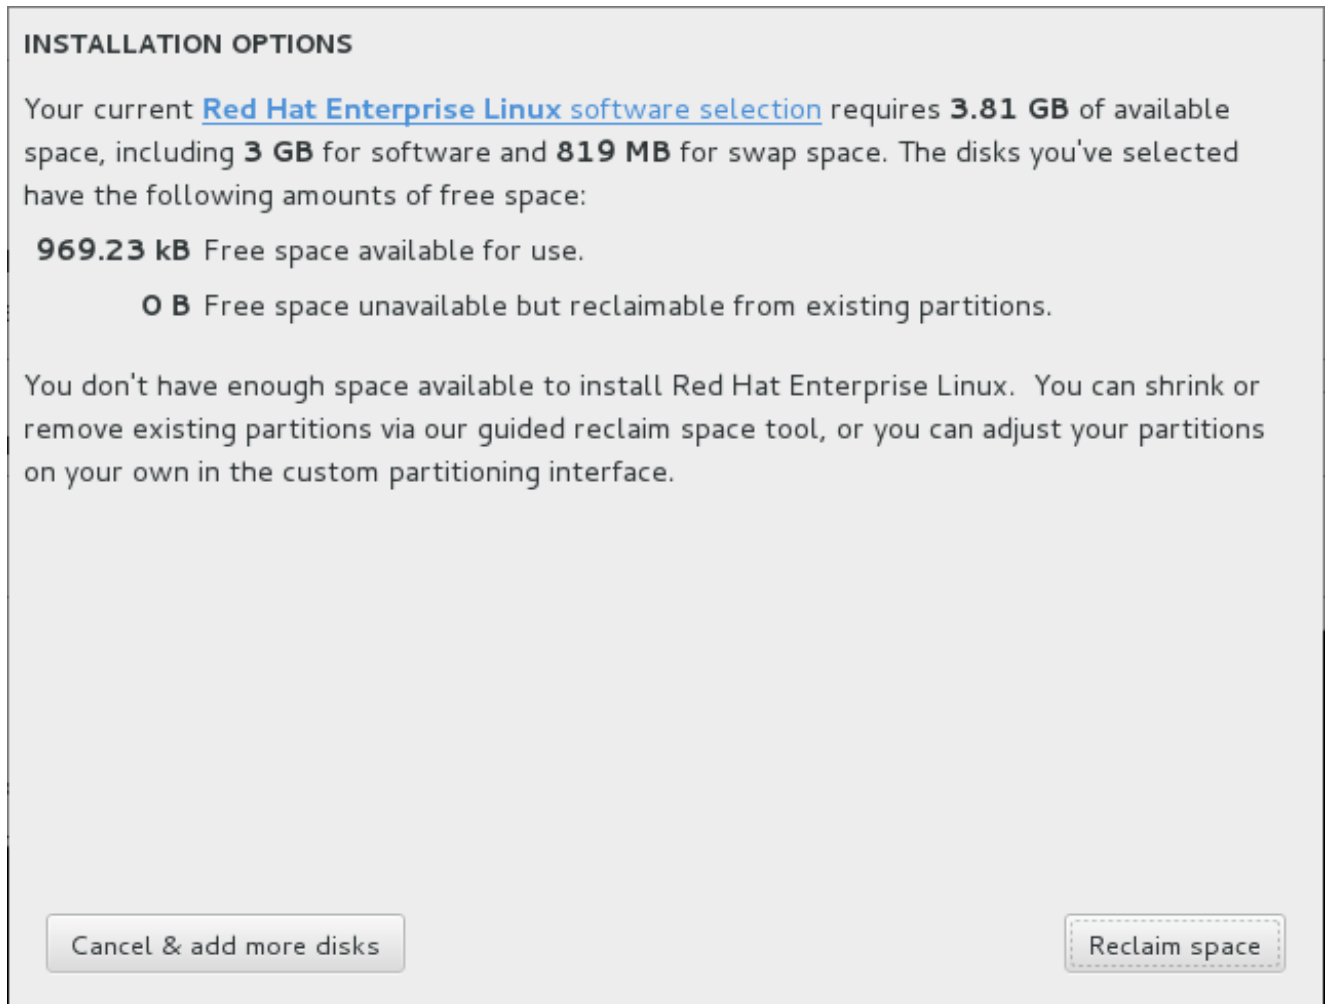 INSTALLATION OPTIONS
Your current Red Hat Enterprise Linux software selection requires 3.81 GB of available
space, including 3 GB for software and 819 MB for swap space. The disks you've selected
have the following amounts of free space:
969.23 kB Free space available for use.
0 B Free space unavailable but reclaimable from existing partitions.
You don't have enough space available to install Red Hat Enterprise Linux.  You can shrink or
remove existing partitions via our guided reclaim space tool, or you can adjust your partitions
on your own in the custom partitioning interface.
Cancel & add more disks
Reclaim space